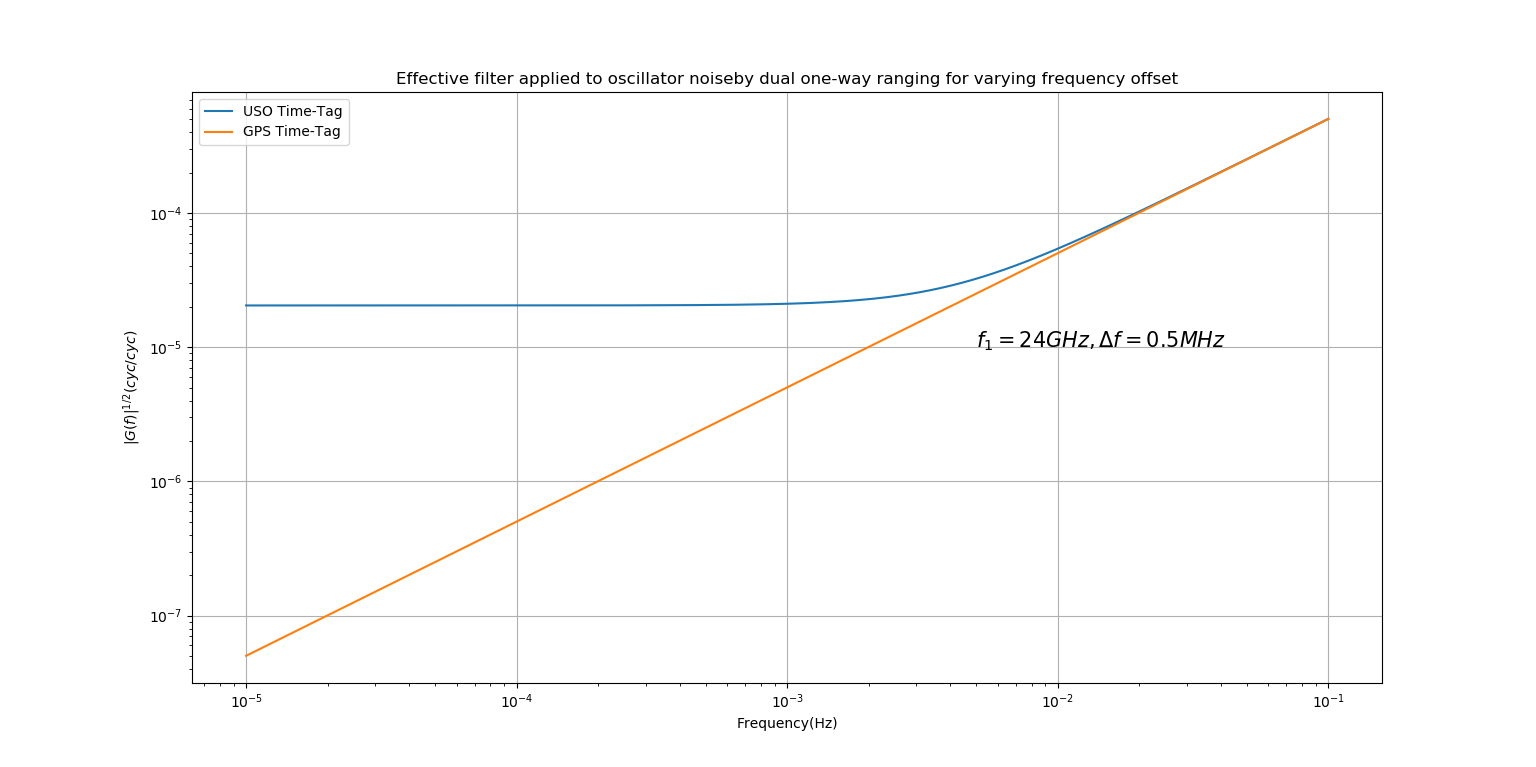 Effective filter applied to oscillator noiseby dual one-way ranging for varying frequency offset
USO Time-Tag
GPS Time-Tag
10⁻⁴
10⁻⁵
10⁻⁶
10⁻⁷
|G(f)|^{1/2}(cyc/cyc)
f₁ = 24GHz, Δf = 0.5MHz
10⁻⁵ 10⁻⁴ 10⁻³ 10⁻² 10⁻¹
Frequency(Hz)